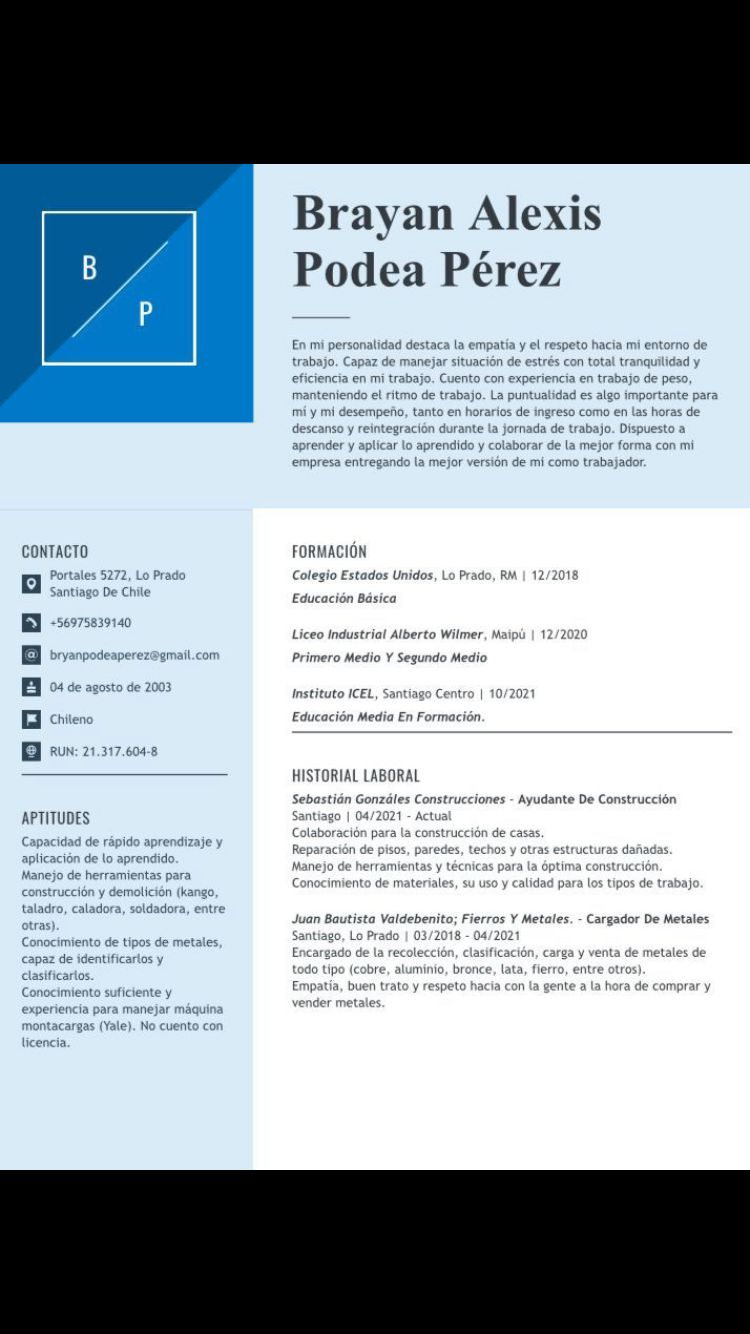 B
P
Brayan Alexis
Podea Pérez
En mi personalidad destaca la empatía y el respeto hacia mi entorno de
trabajo. Capaz de manejar situación de estrés con total tranquilidad y
eficiencia en mi trabajo. Cuento con experiencia en trabajo de peso,
manteniendo el ritmo de trabajo. La puntualidad es algo importante para
mí y mi desempeño, tanto en horarios de ingreso como en las horas de
descanso y reintegración durante la jornada de trabajo. Dispuesto a
aprender y aplicar lo aprendido y colaborar de la mejor forma con mi
empresa entregando la mejor versión de mi como trabajador.
CONTACTO
Portales 5272, Lo Prado
Santiago De Chile
+56975839140
bryanpodeaperez@gmail.com
04 de agosto de 2003
Chileno
RUN: 21.317.604-8
APTITUDES
Capacidad de rápido aprendizaje y
aplicación de lo aprendido.
Manejo de herramientas para
construcción y demolición (kango,
taladro, caladora, soldadora, entre
otras).
Conocimiento de tipos de metales,
capaz de identificarlos y
clasificarlos.
Conocimiento suficiente y
experiencia para manejar máquina
montacargas (Yale). No cuento con
licencia.
FORMACIÓN
Colegio Estados Unidos, Lo Prado, RM | 12/2018
Educación Básica
Liceo Industrial Alberto Wilmer, Maipú | 12/2020
Primero Medio Y Segundo Medio
Instituto ICEL, Santiago Centro | 10/2021
Educación Media En Formación.
HISTORIAL LABORAL
Sebastián Gonzáles Construcciones - Ayudante De Construcción
Santiago | 04/2021 - Actual
Colaboración para la construcción de casas.
Reparación de pisos, paredes, techos y otras estructuras dañadas.
Manejo de herramientas y técnicas para la óptima construcción.
Conocimiento de materiales, su uso y calidad para los tipos de trabajo.
Juan Bautista Valdebenito; Fierros Y Metales. - Cargador De Metales
Santiago, Lo Prado | 03/2018 - 04/2021
Encargado de la recolección, clasificación, carga y venta de metales de
todo tipo (cobre, aluminio, bronce, lata, fierro, entre otros).
Empatía, buen trato y respeto hacia con la gente a la hora de comprar y
vender metales.